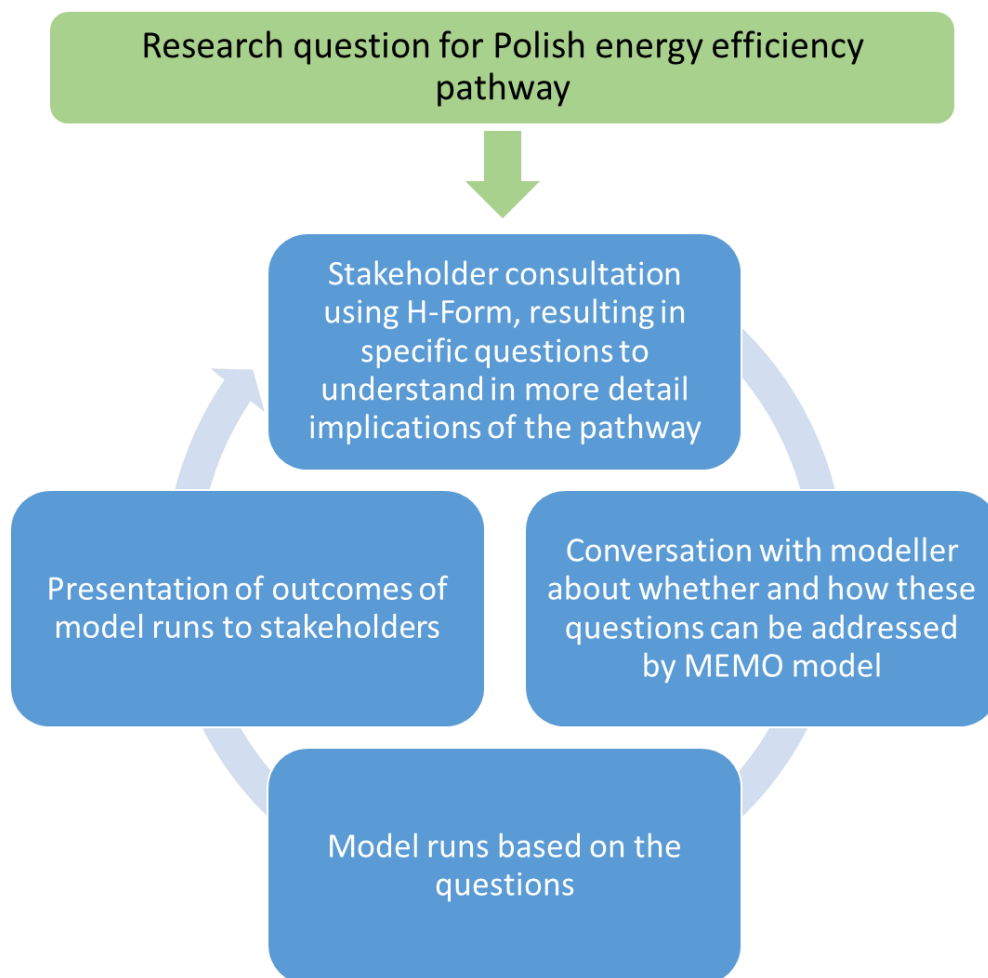 Research question for Polish energy efficiency
pathway
Stakeholder consultation
using H-Form, resulting in
specific questions to
understand in more detail
implications of the pathway
Presentation of outcomes of
model runs to stakeholders
Conversation with modeller
about whether and how these
questions can be addressed
by MEMO model
Model runs based on the
questions